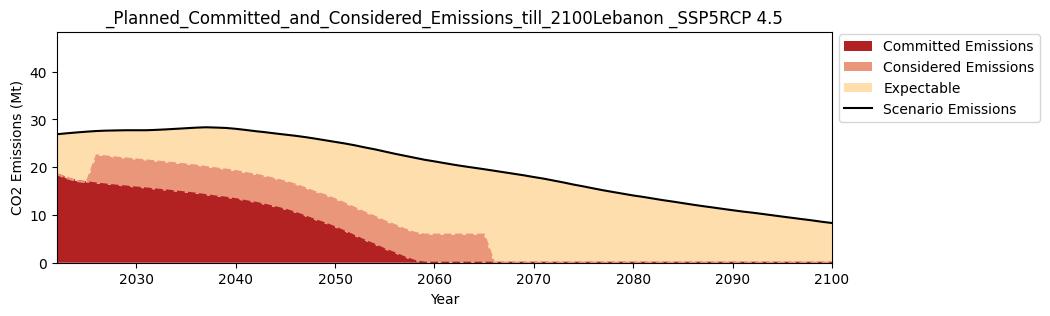 _Planned_Committed_and_Considered_Emissions_till_2100Lebanon _SSP5RCP 4.5
CO2 Emissions (Mt)
40
30
20
10
0
2030
2040
2050
2060
2070
2080
2090
2100
Year
Committed Emissions
Considered Emissions
Expectable
Scenario Emissions